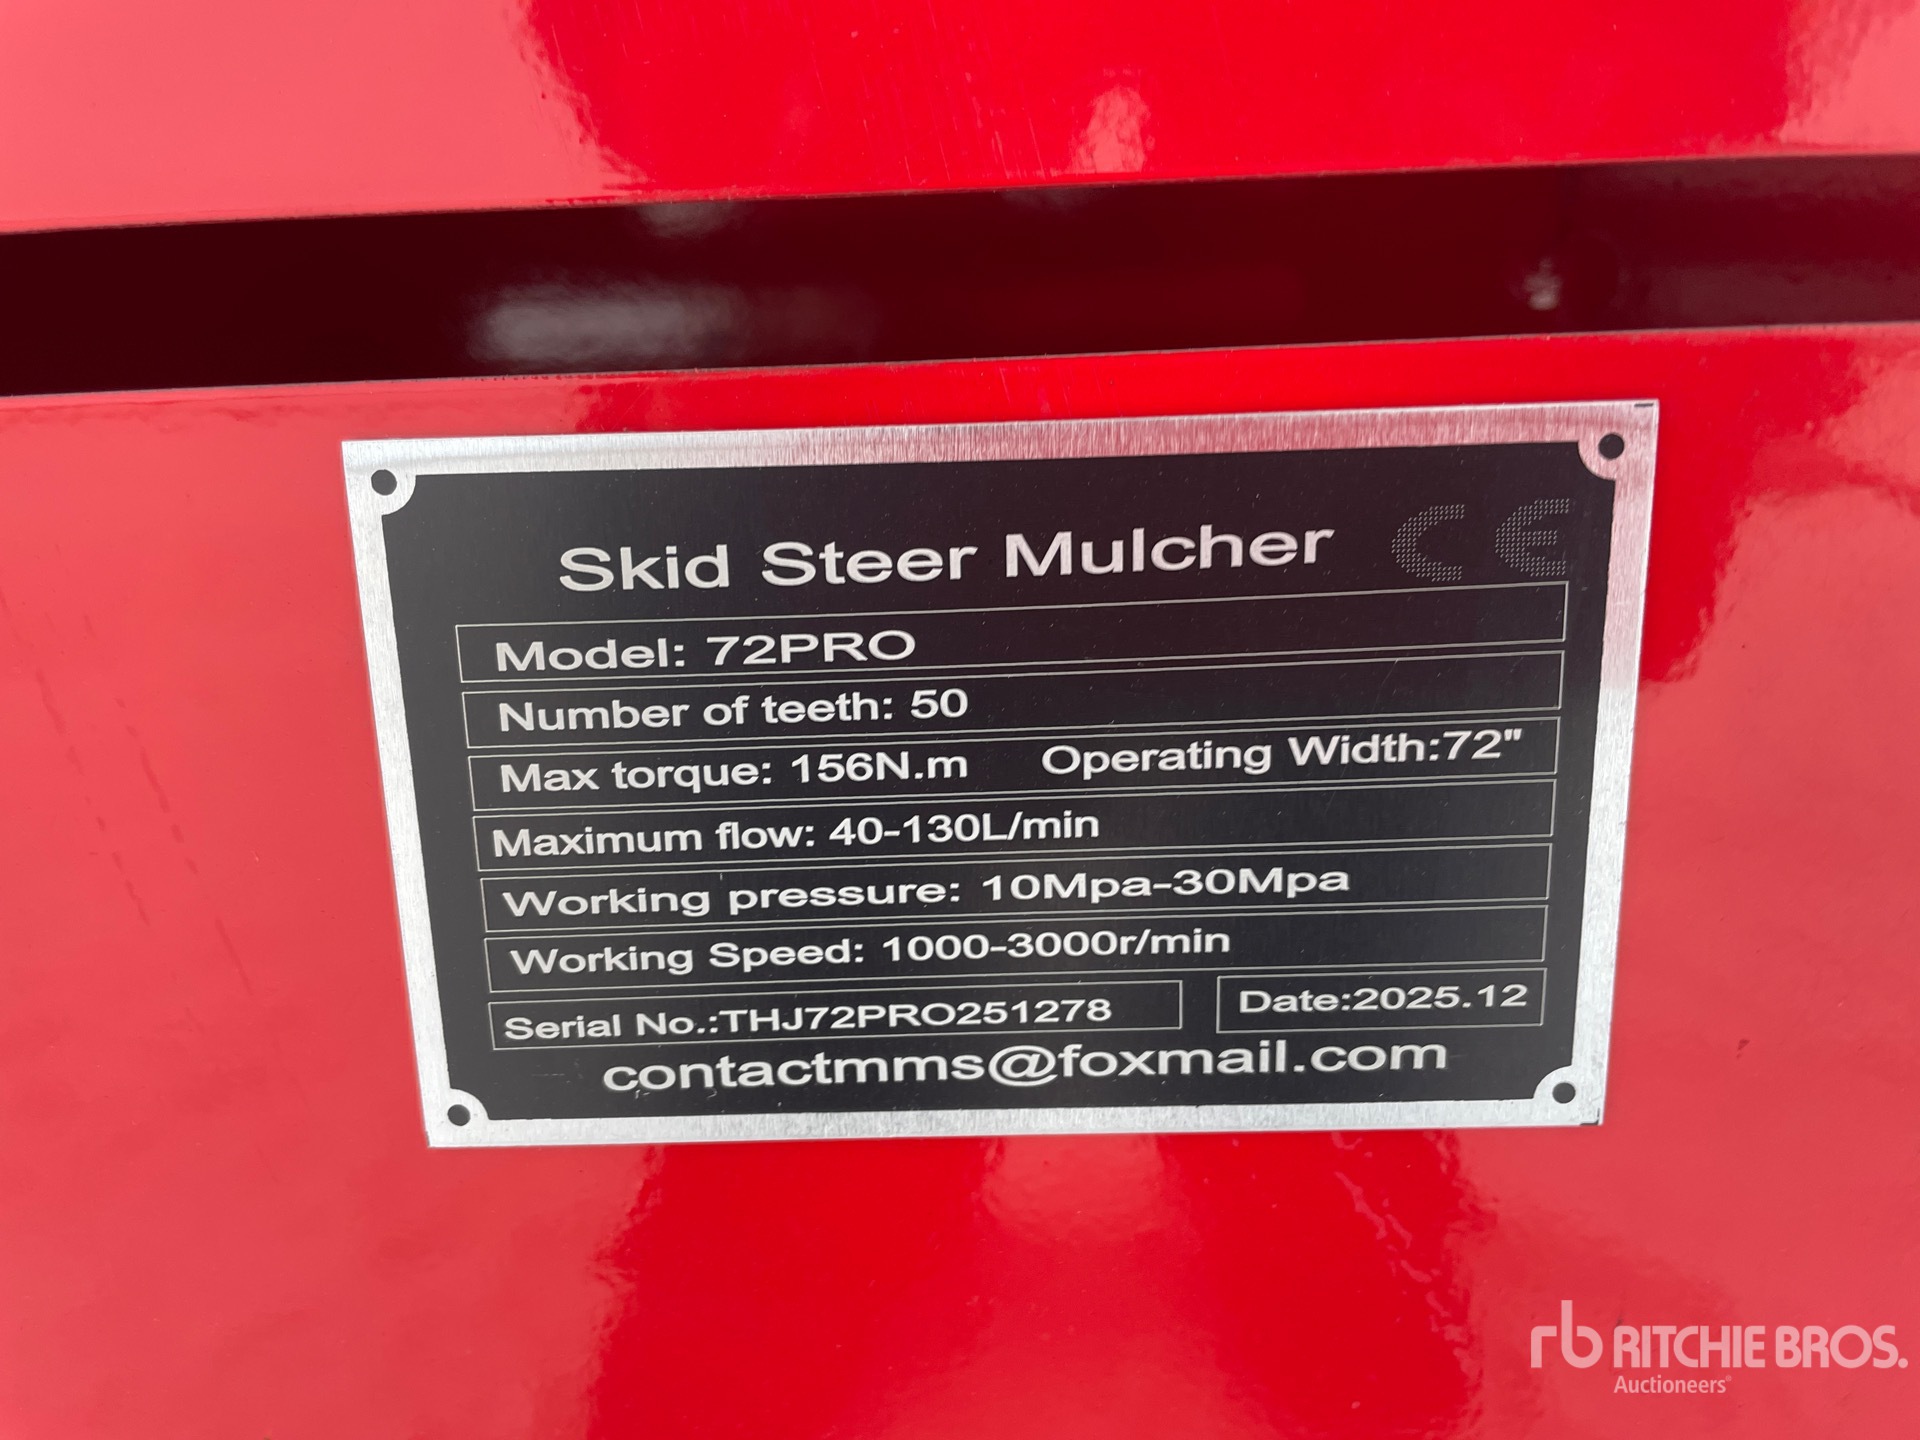 Skid Steer Mulcher CE
Model: 72PRO
Number of teeth: 50
Max torque: 156N.m Operating Width:72"
Maximum flow: 40-130L/min
Working pressure: 10Mpa-30Mpa
Working Speed: 1000-3000r/min
Serial No.:THJ72PRO251278 Date:2025.12
contactmms@foxmail.com
rb RITCHIE BROS.
Auctioneers